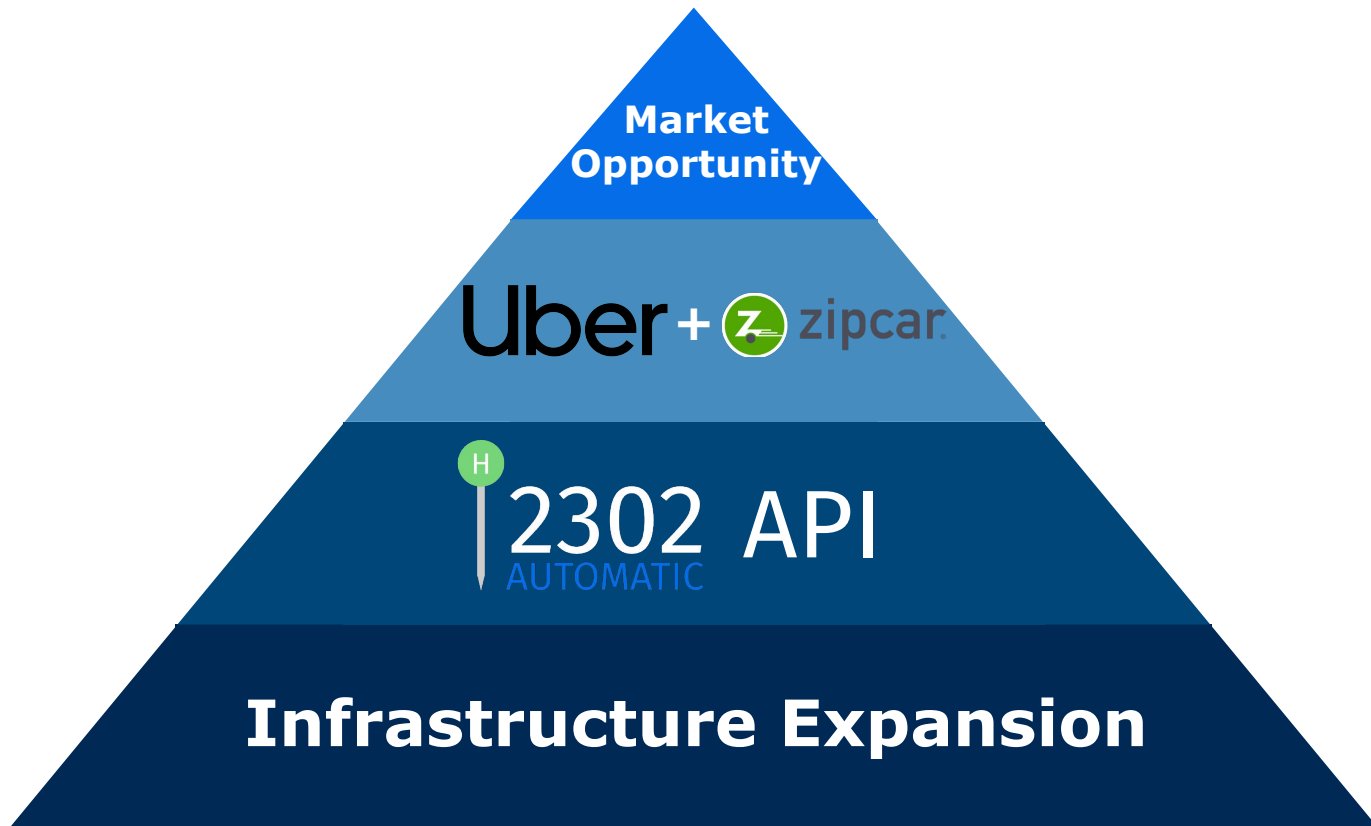 Market
Opportunity
Uber + Z zipcar
H
2302 API
AUTOMATIC
Infrastructure Expansion